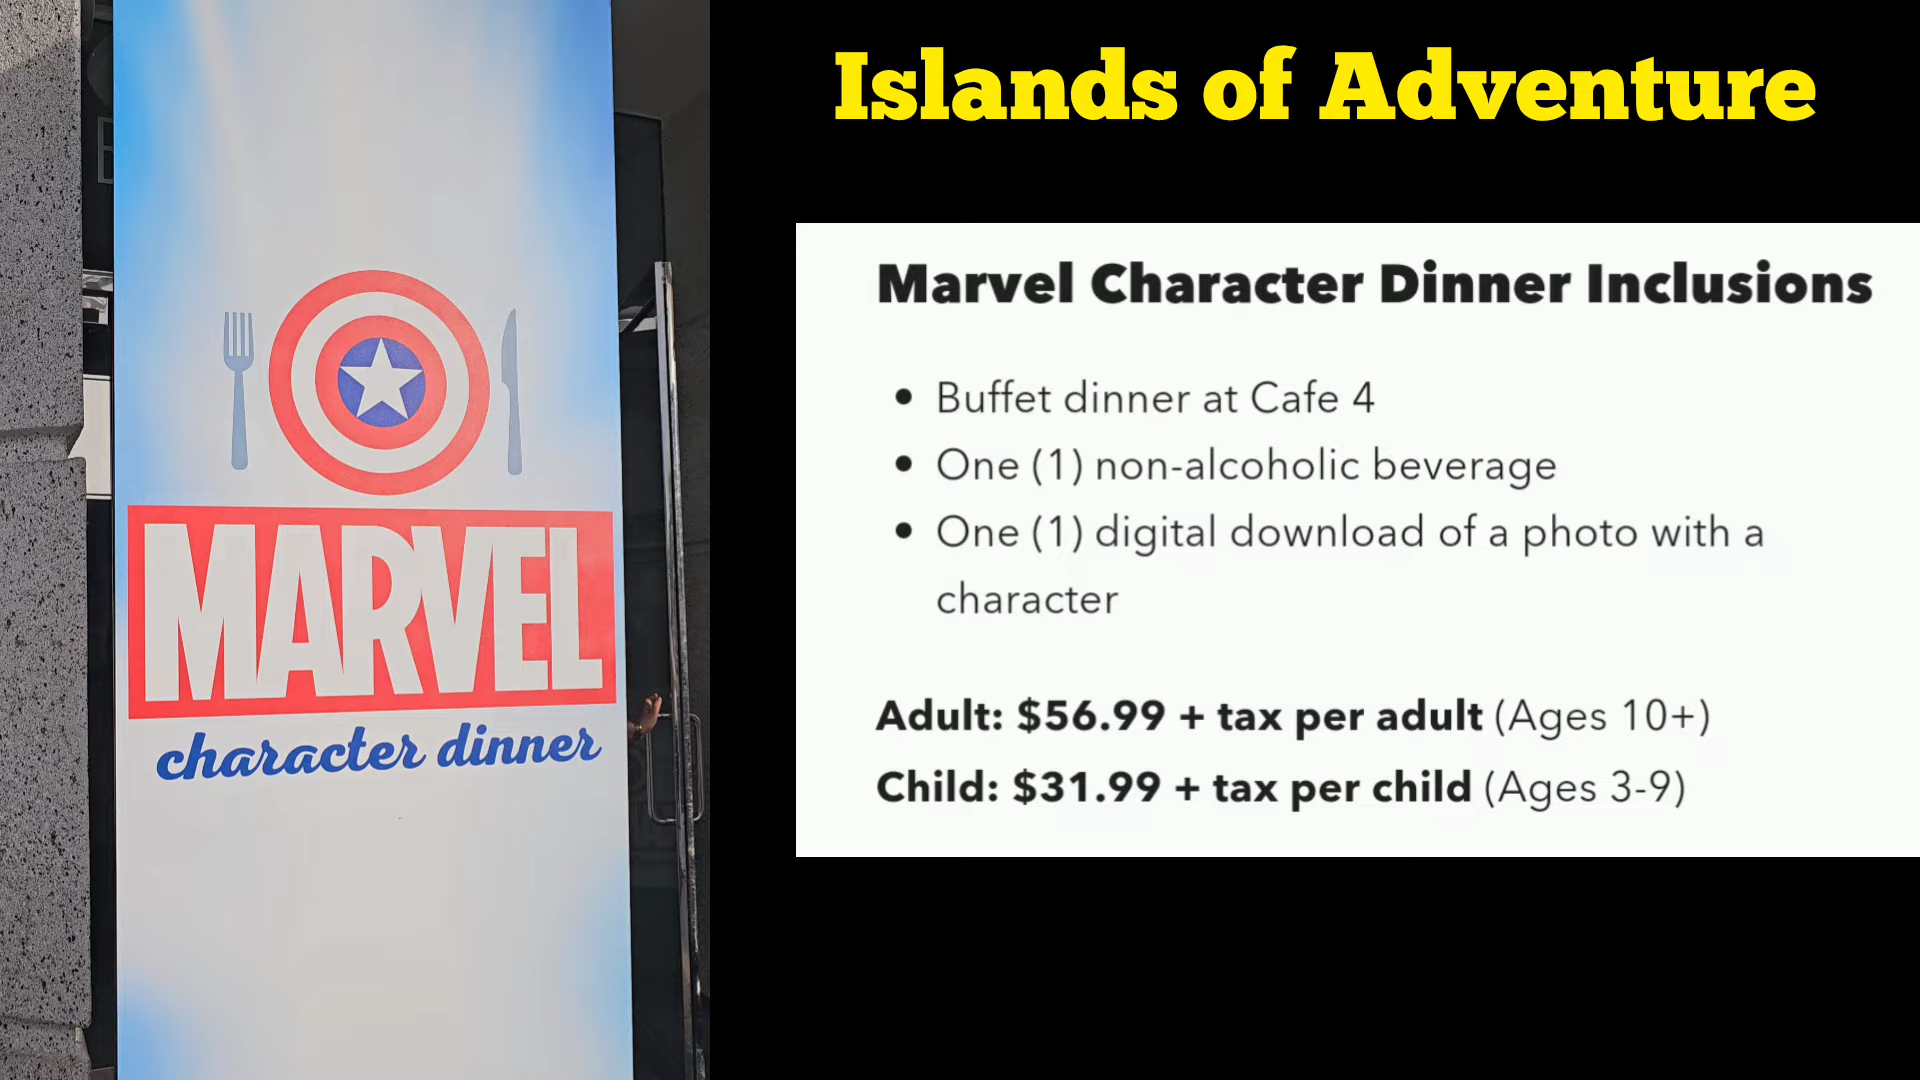 MARVEL
character dinner
Islands of Adventure
Marvel Character Dinner Inclusions
• Buffet dinner at Cafe 4
• One (1) non-alcoholic beverage
• One (1) digital download of a photo with a
character
Adult: $56.99 + tax per adult (Ages 10+)
Child: $31.99 + tax per child (Ages 3-9)